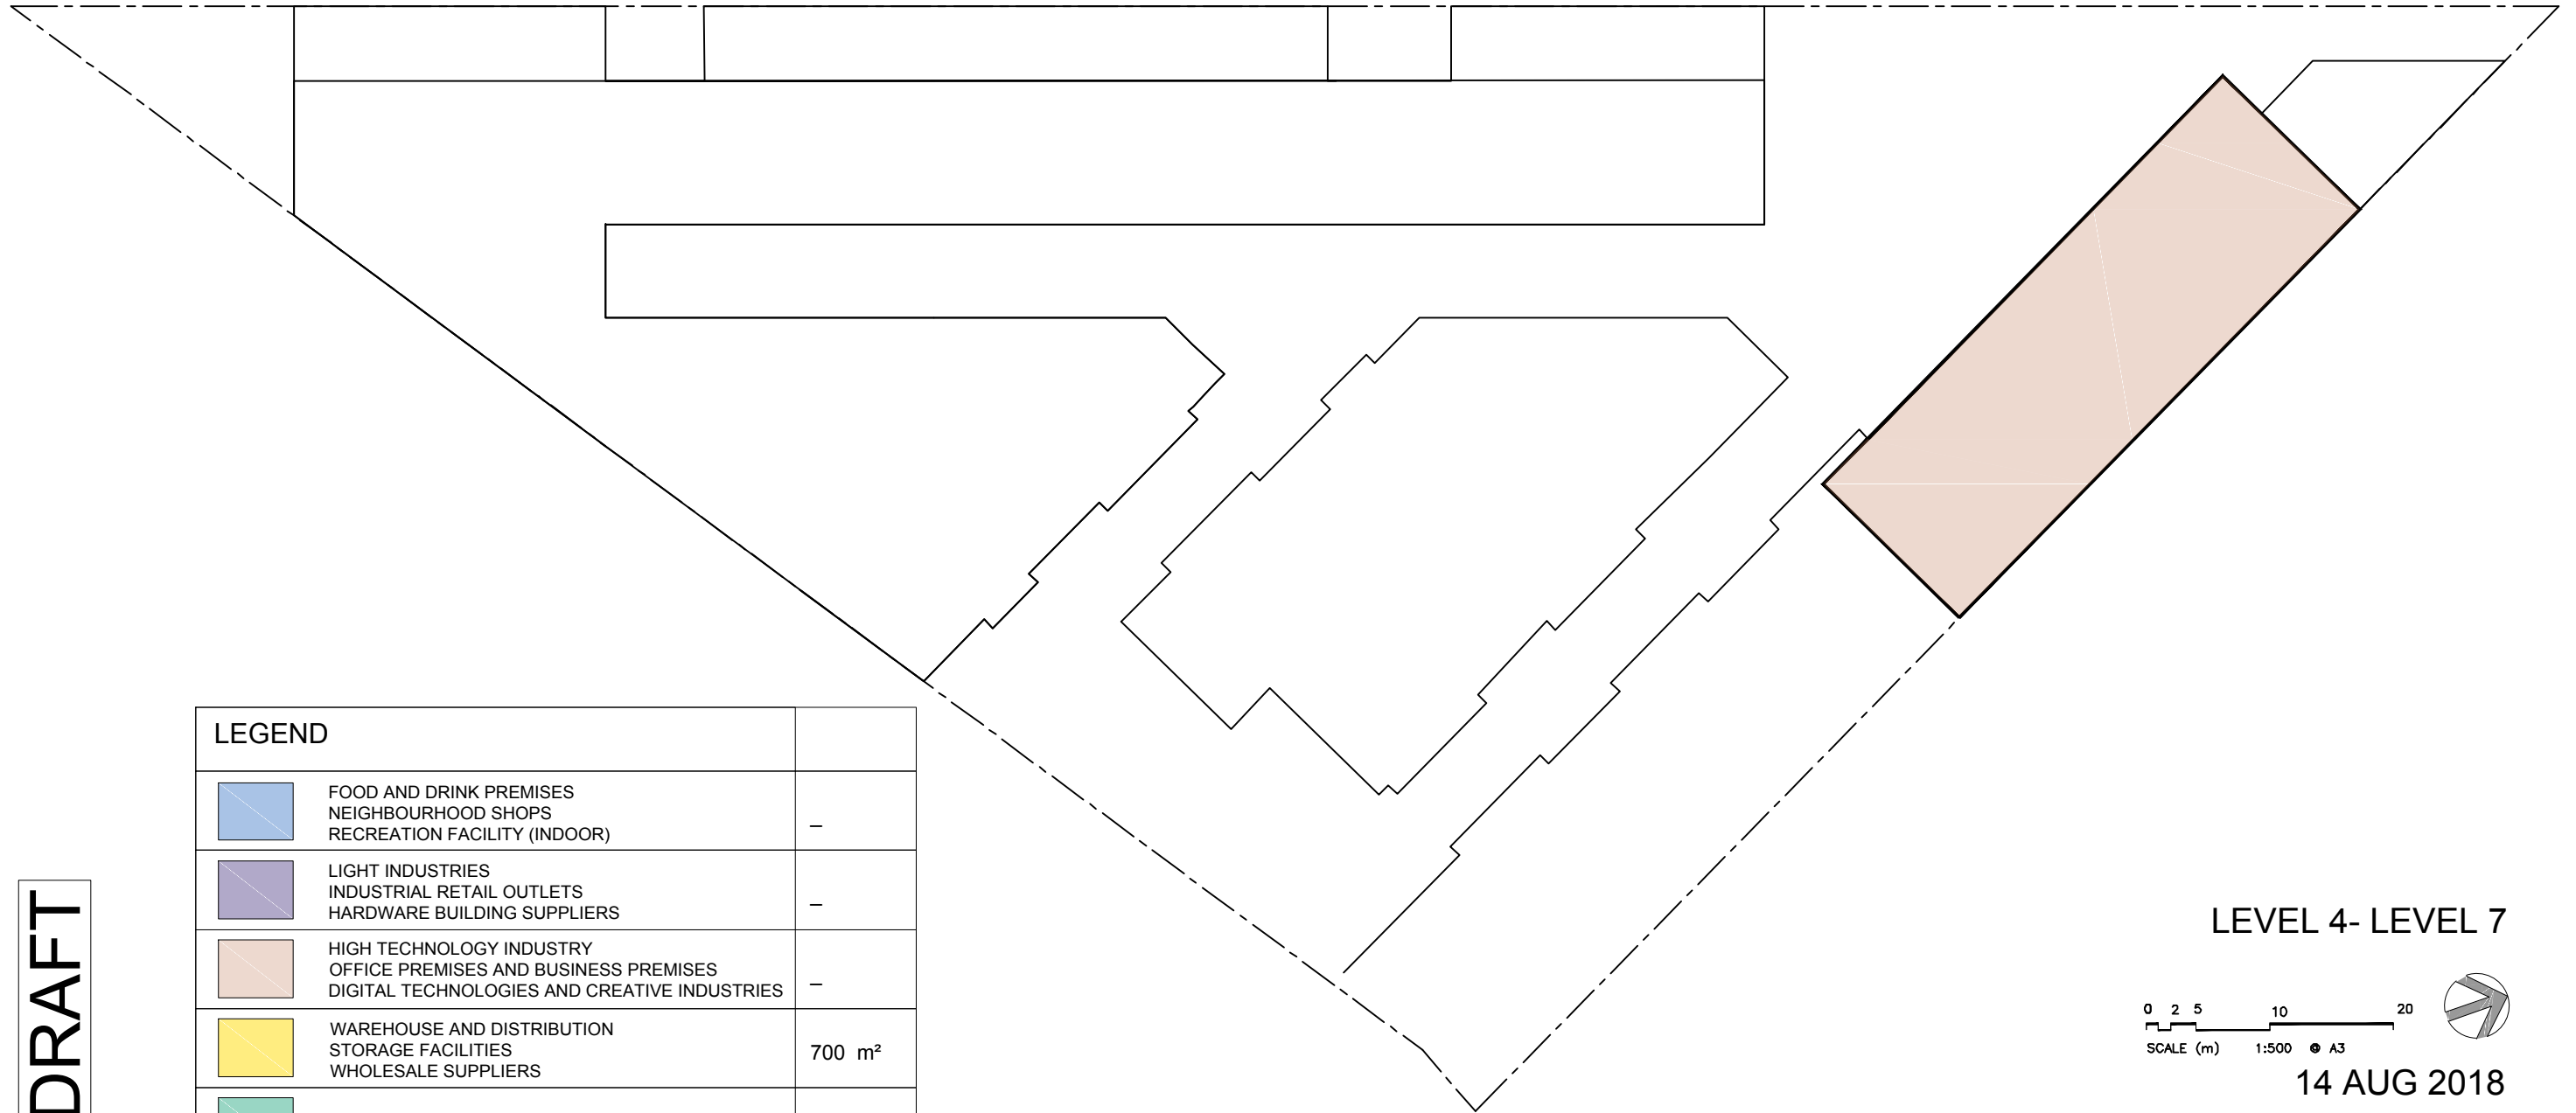 LEGEND
FOOD AND DRINK PREMISES
NEIGHBOURHOOD SHOPS
RECREATION FACILITY (INDOOR)
–
LIGHT INDUSTRIES
INDUSTRIAL RETAIL OUTLETS
HARDWARE BUILDING SUPPLIERS
–
HIGH TECHNOLOGY INDUSTRY
OFFICE PREMISES AND BUSINESS PREMISES
DIGITAL TECHNOLOGIES AND CREATIVE INDUSTRIES
–
WAREHOUSE AND DISTRIBUTION
STORAGE FACILITIES
WHOLESALE SUPPLIERS
700 m²
DRAFT
LEVEL 4- LEVEL 7
0 2 5 10 20
SCALE (m) 1:500 @ A3
14 AUG 2018